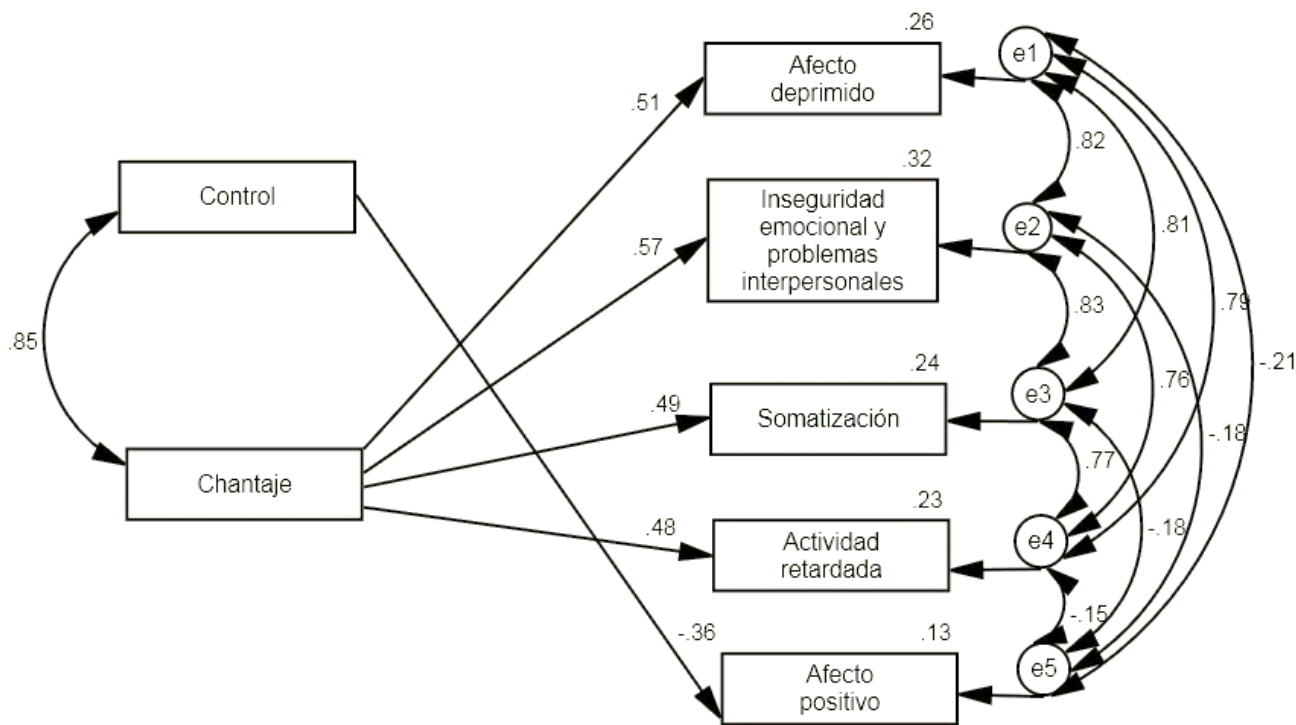 .26
e1
Afecto
deprimido
.51
.82
.32
Control
Inseguridad
emocional y
problemas
interpersonales
e2
.81
.57
.83
.79
.85
-.21
.24
e3
.76
.49
Somatización
-.18
.77
Chantaje
.23
.48
e4
-.18
Actividad
retardada
-.15
-.36
.13
e5
Afecto
positivo